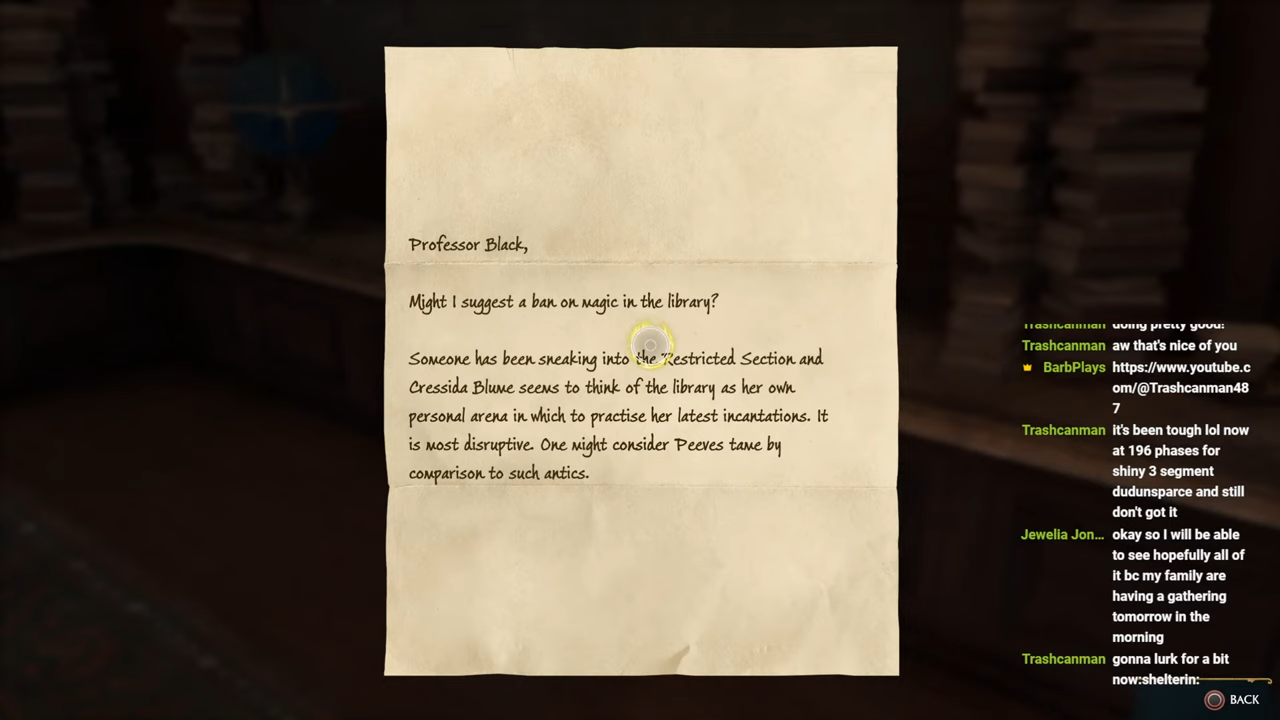 Professor Black,
Might I suggest a ban on magic in the library?
Someone has been sneaking into the Restricted Section and
Cressida Blume seems to think of the library as her own
personal arena in which to practise her latest incantations. It
is most disruptive. One might consider Peeves tame by
comparison to such antics.
Trashcanman doing pretty good!
Trashcanman aw that's nice of you
BarbPlays https://www.youtube.c
om/@Trashcanman48
7
Trashcanman it's been tough lol now
at 196 phases for
shiny 3 segment
dudunsparce and still
don't got it
Jewelia Jon... okay so I will be able
to see hopefully all of
it bc my family are
having a gathering
tomorrow in the
morning
Trashcanman gonna lurk for a bit
now:shelterin:
BACK